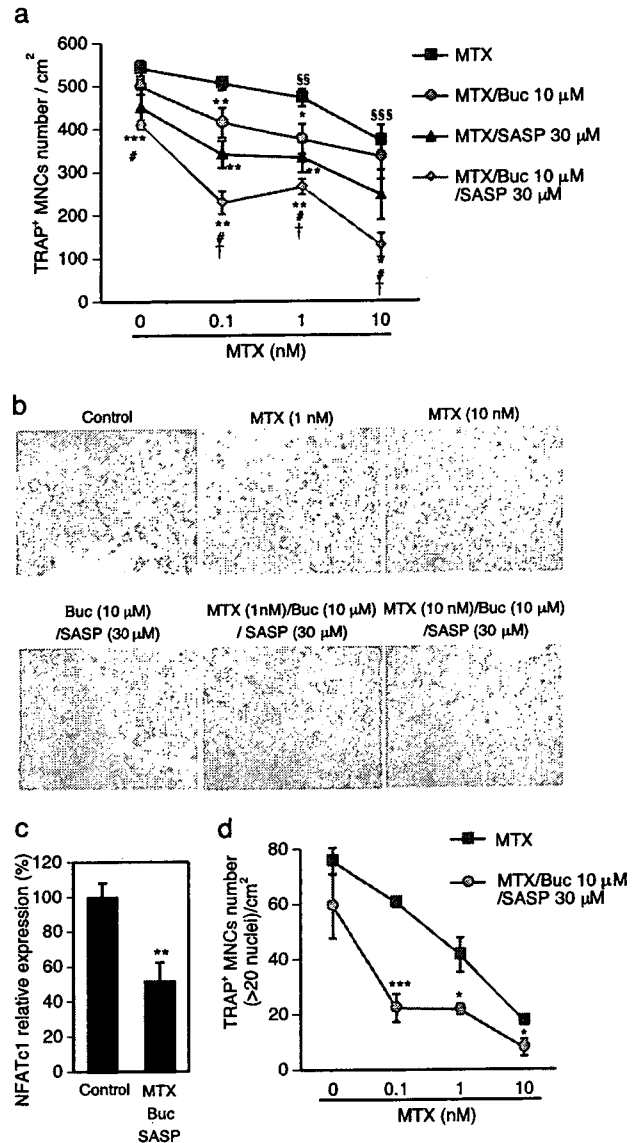 a
TRAP⁺ MNCs number / cm²
600
500
400
300
200
100
0
§§
§§§
**
*
***
#
**
**
**
#
†
**
#
†
*
#
†
0 0.1 1 10
MTX (nM)
MTX
MTX/Buc 10 µM
MTX/SASP 30 µM
MTX/Buc 10 µM
/SASP 30 µM
b
Control
MTX (1 nM)
MTX (10 nM)
Buc (10 µM)
/SASP (30 µM)
MTX (1nM)/Buc (10 µM)
/ SASP (30 µM)
MTX (10 nM)/Buc (10 µM)
/SASP (30 µM)
c
NFATc1 relative expression (%)
120
100
80
60
40
20
0
**
Control
MTX
Buc
SASP
d
TRAP⁺ MNCs number
(>20 nuclei)/cm²
80
60
40
20
0
***
*
*
0 0.1 1 10
MTX (nM)
MTX
MTX/Buc 10 µM
/SASP 30 µM